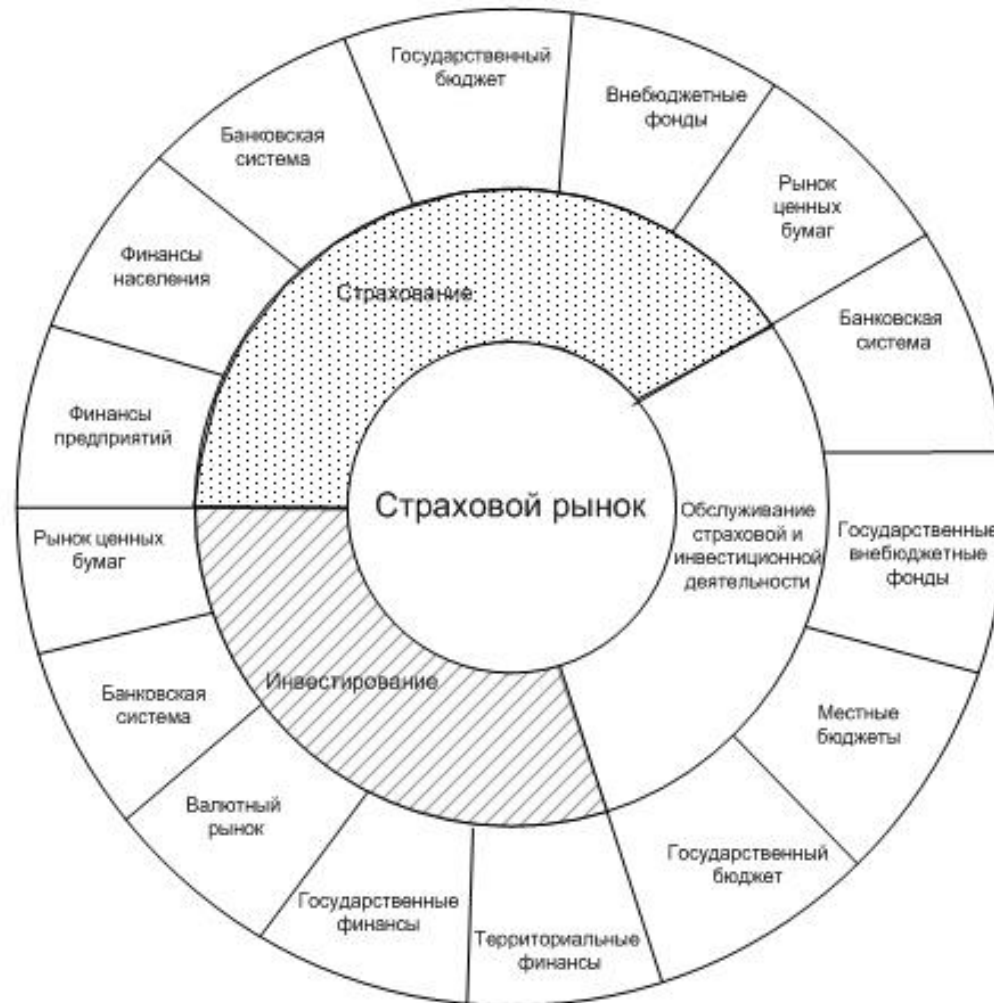 Государственный
бюджет
Внебюджетные
фонды
Банковская
система
Рынок
ценных
бумаг
Финансы
населения
Страхование
Банковская
система
Финансы
предприятий
Страховой рынок
Обслуживание
страховой и
инвестиционной
деятельности
Рынок ценных
бумаг
Государственные
внебюджетные
фонды
Инвестирование
Банковская
система
Местные
бюджеты
Валютный
рынок
Государственный
бюджет
Государственные
финансы
Территориальные
финансы